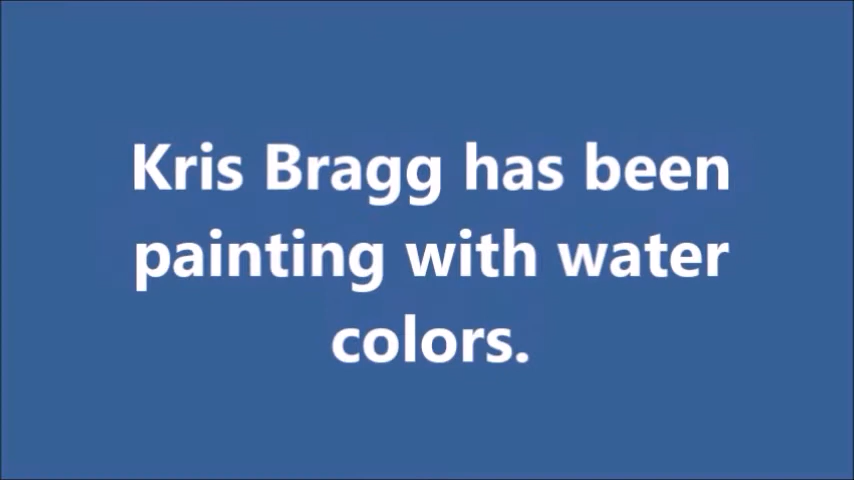 Kris Bragg has been
painting with water
colors.